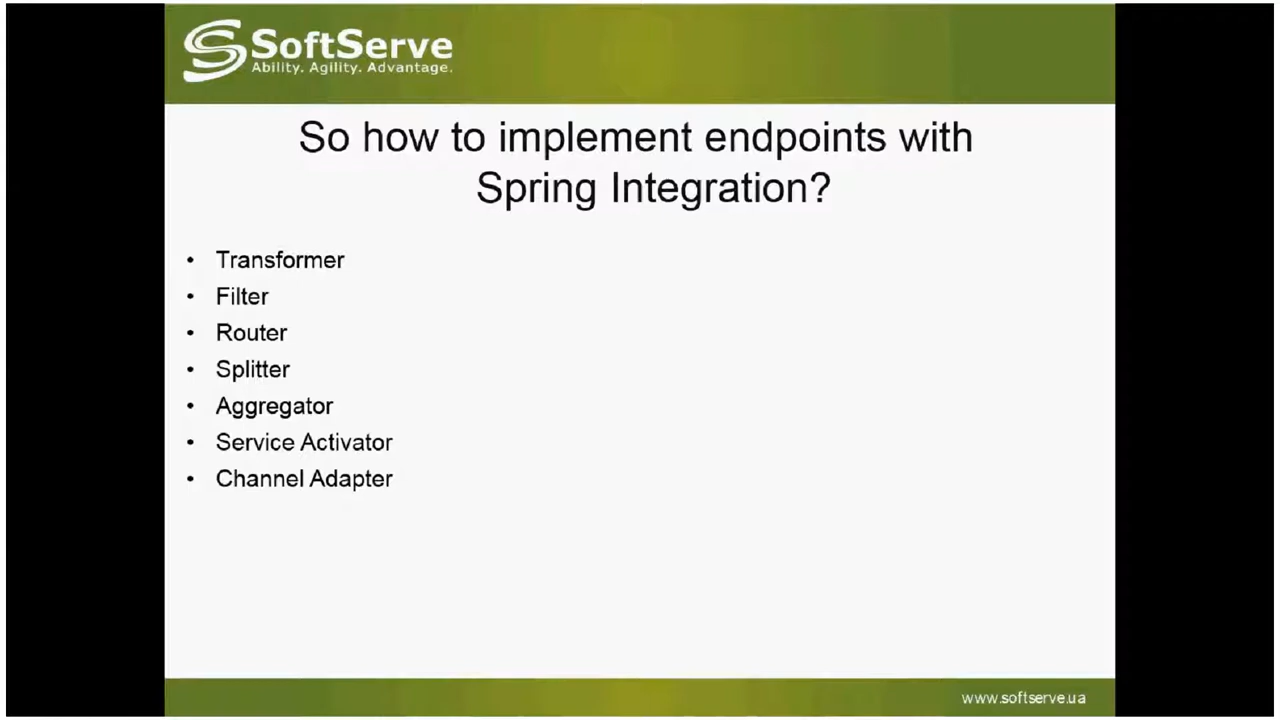 SoftServe
Ability. Agility. Advantage.
So how to implement endpoints with
Spring Integration?
• Transformer
• Filter
• Router
• Splitter
• Aggregator
• Service Activator
• Channel Adapter
www.softserve.ua